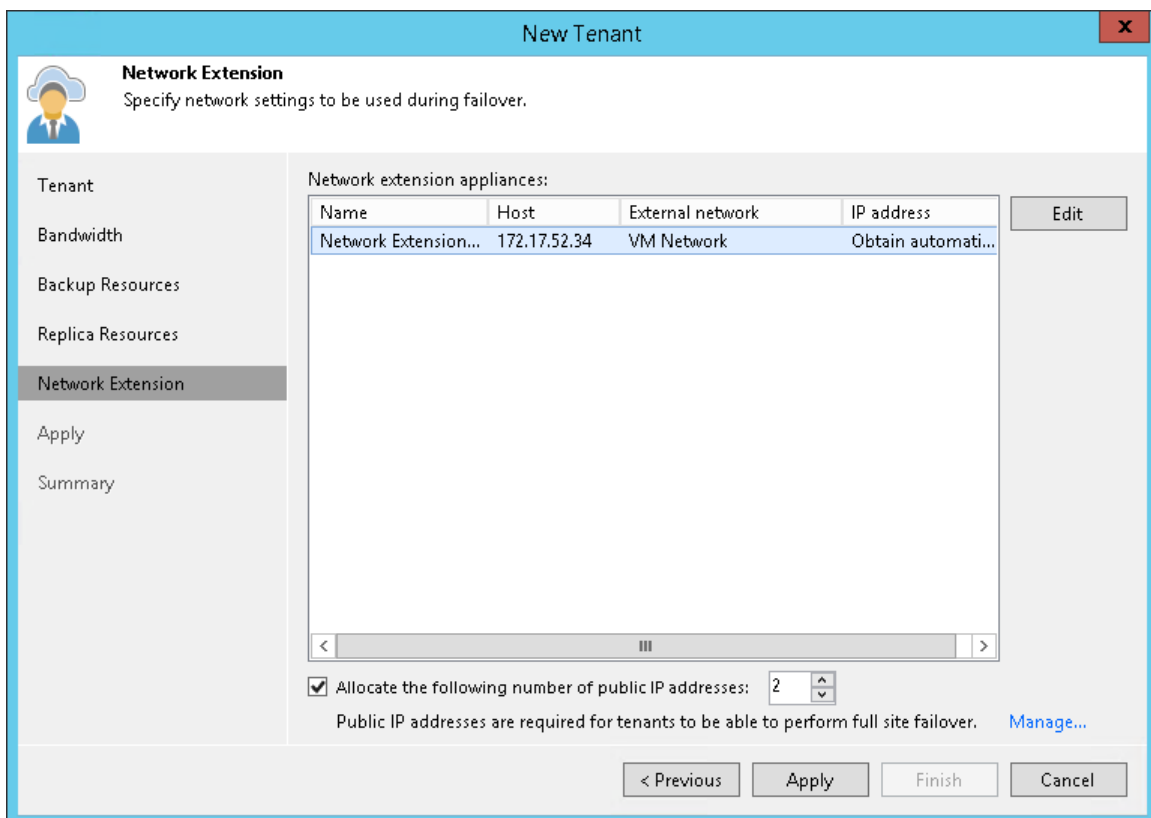 New Tenant
x
Network Extension
Specify network settings to be used during failover.
Tenant
Bandwidth
Backup Resources
Replica Resources
Network Extension
Apply
Summary
Network extension appliances:
Name Host External network IP address
Network Extension... 172.17.52.34 VM Network Obtain automati...
Edit
Allocate the following number of public IP addresses: 2
Public IP addresses are required for tenants to be able to perform full site failover. Manage...
< Previous Apply Finish Cancel